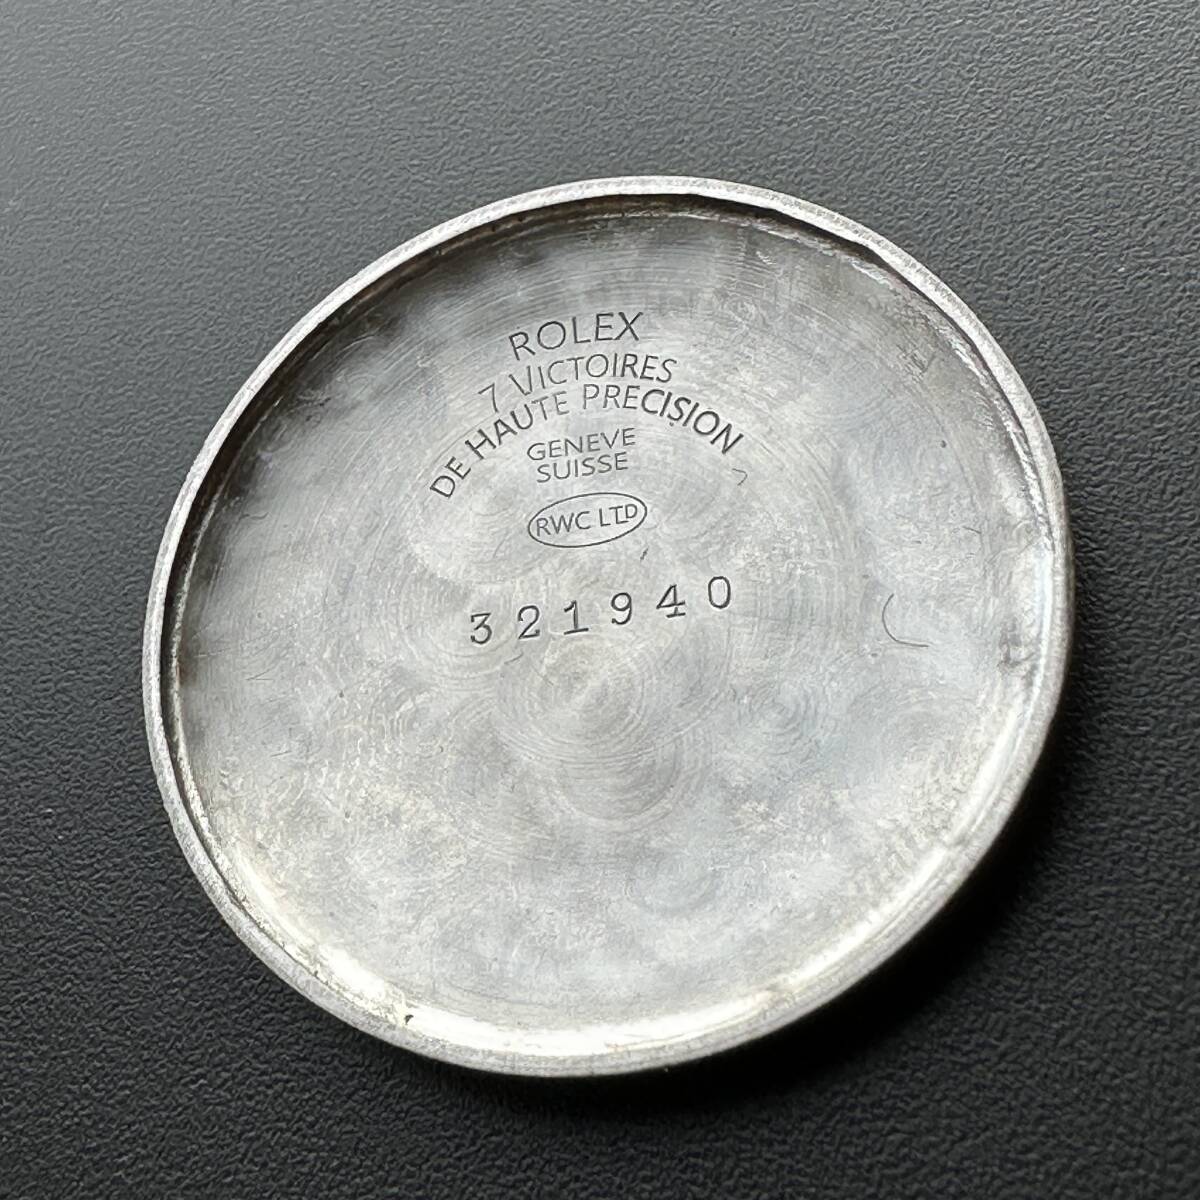 ROLEX
7 VICTOIRES
DE HAUTE PRECISION
GENEVE
SUISSE
RWC LTD
321940